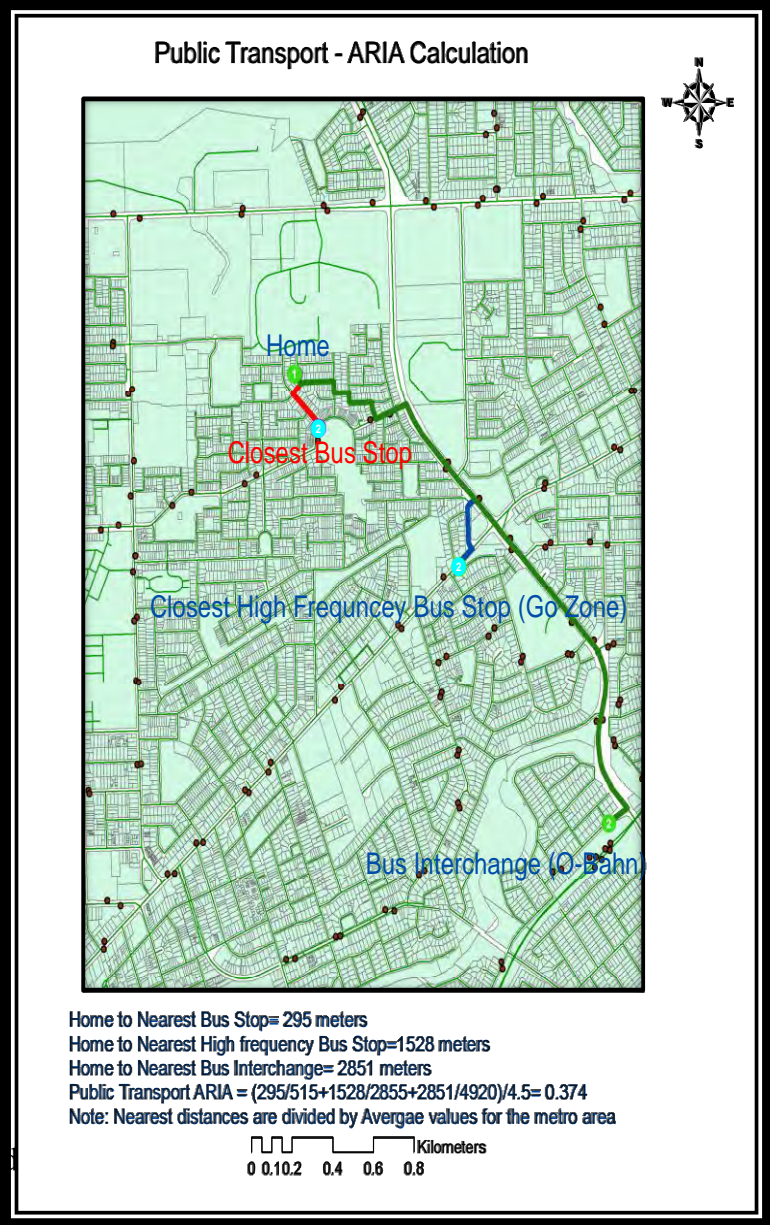 Public Transport - ARIA Calculation
N
W E
S
Home
1
2
Closest Bus Stop
2
Closest High Frequncey Bus Stop (Go Zone)
2
Bus Interchange (O-Bahn)
Home to Nearest Bus Stop= 295 meters
Home to Nearest High frequency Bus Stop=1528 meters
Home to Nearest Bus Interchange= 2851 meters
Public Transport ARIA = (295/515+1528/2855+2851/4920)/4.5= 0.374
Note: Nearest distances are divided by Avergae values for the metro area
Kilometers
0 0.10.2 0.4 0.6 0.8